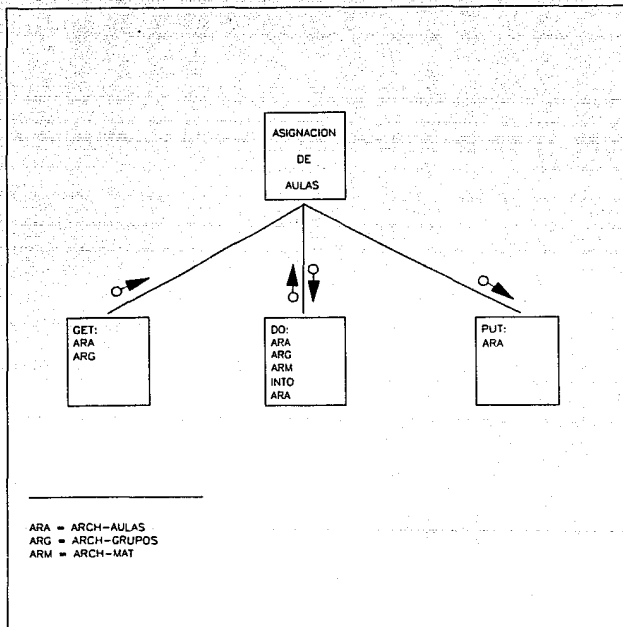 ASIGNACION
DE
AULAS
GET:
ARA
ARG
DO:
ARA
ARG
ARM
INTO
ARA
PUT:
ARA
ARA = ARCH-AULAS
ARG = ARCH-GRUPOS
ARM = ARCH-MAT